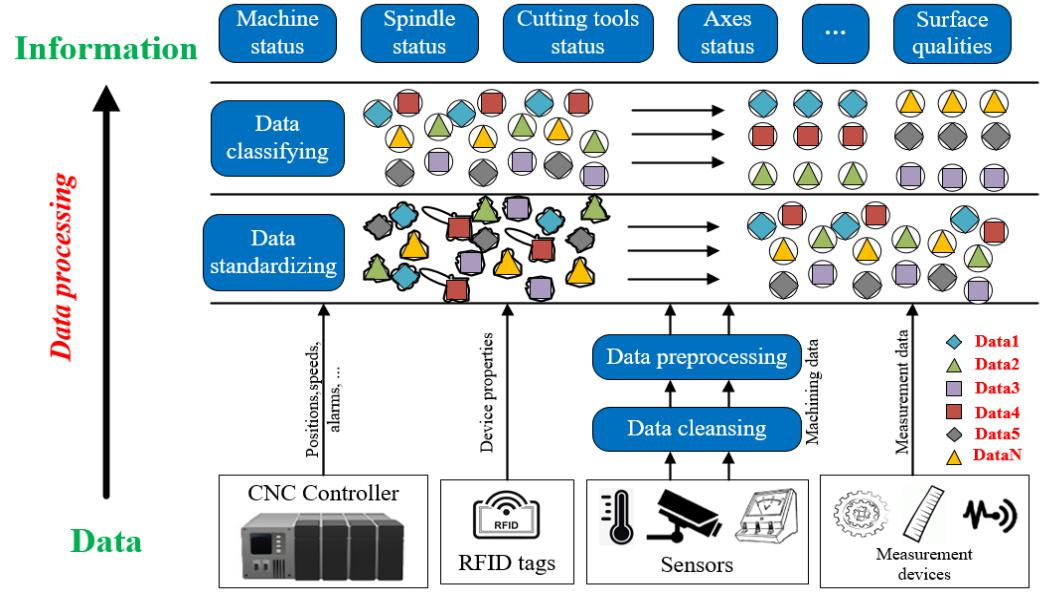 Information
Machine
status
Spindle
status
Cutting tools
status
Axes
status
...
Surface
qualities
Data processing
Data
classifying
Data
standardizing
Positions,speeds,
alarms, ...
Device properties
Data preprocessing
Data cleansing
Machining data
Measurement data
Data1
Data2
Data3
Data4
Data5
DataN
Data
CNC Controller
RFID
RFID tags
Sensors
Measurement
devices